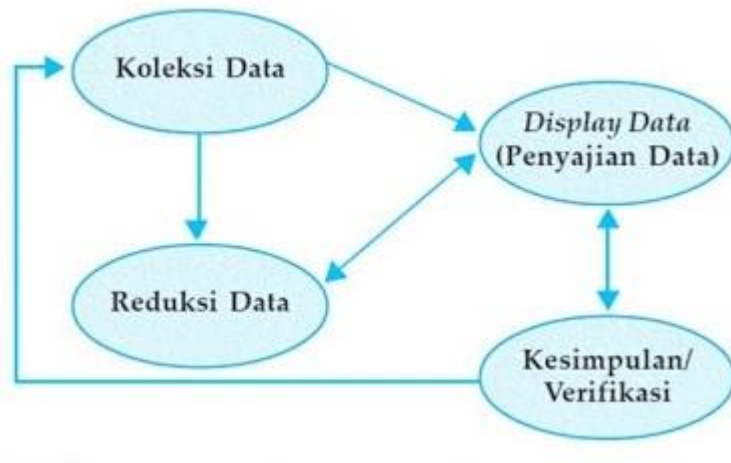 Koleksi Data
Display Data
(Penyajian Data)
Reduksi Data
Kesimpulan/
Verifikasi